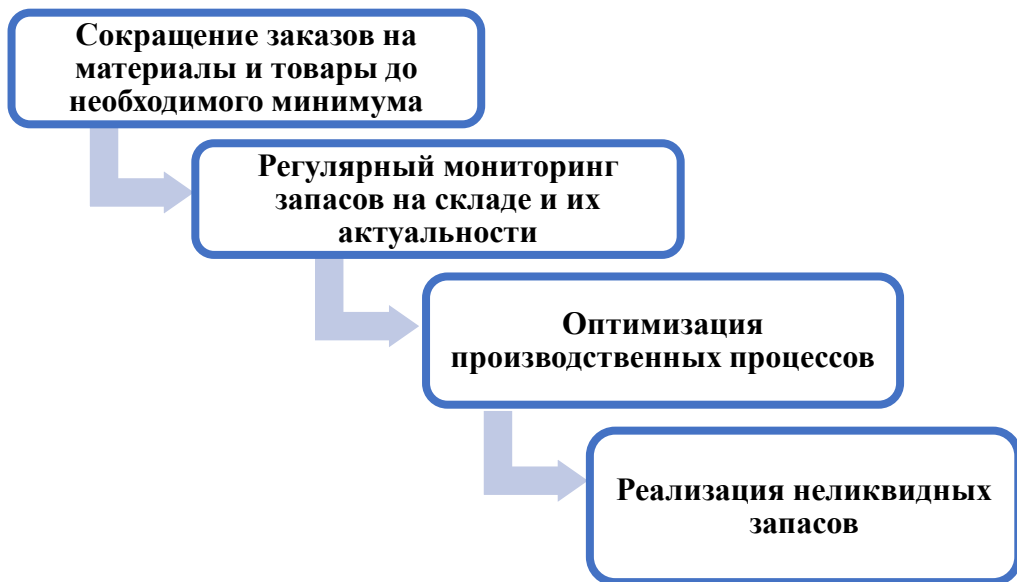 Сокращение заказов на
материалы и товары до
необходимого минимума
Регулярный мониторинг
запасов на складе и их
актуальности
Оптимизация
производственных процессов
Реализация неликвидных
запасов